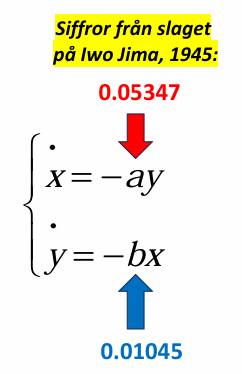 Siffror från slaget
på Iwo Jima, 1945:
0.05347
ẋ = −ay
ẏ = −bx
0.01045